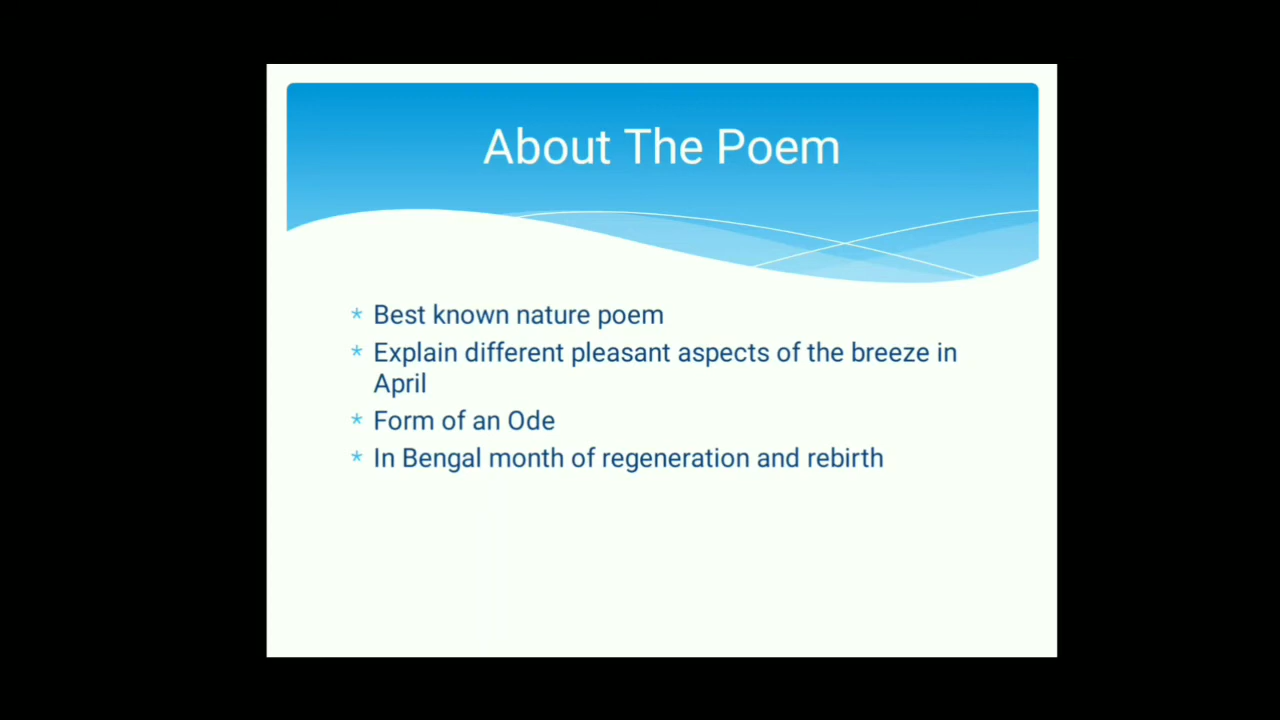 About The Poem
* Best known nature poem
* Explain different pleasant aspects of the breeze in
April
* Form of an Ode
* In Bengal month of regeneration and rebirth